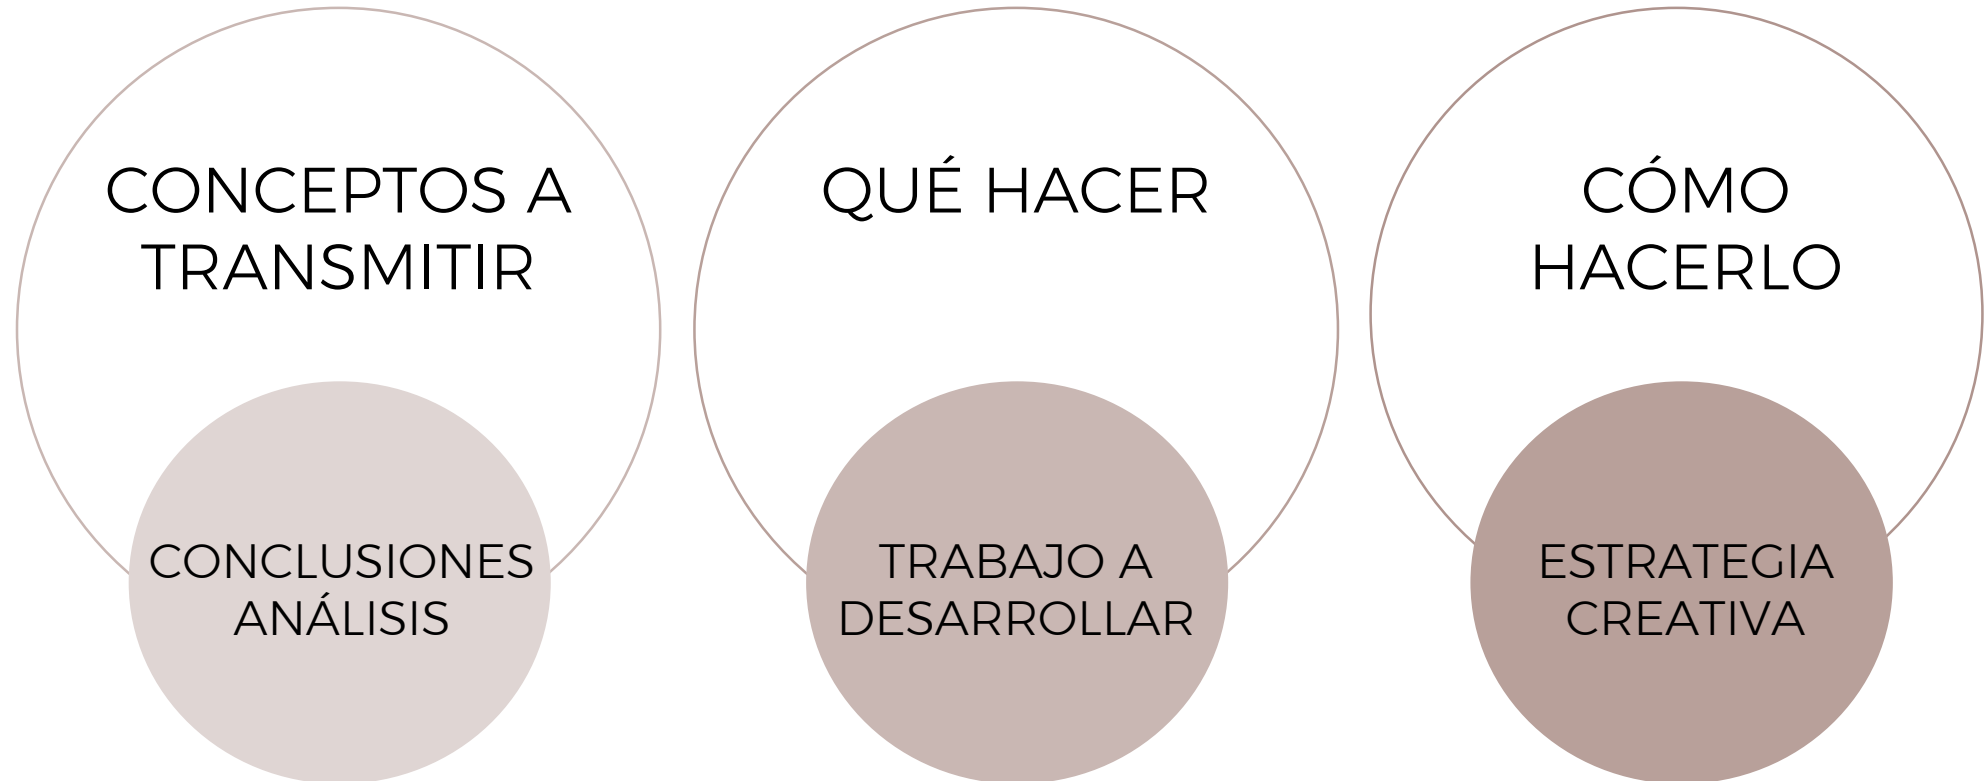 CONCEPTOS A
TRANSMITIR
CONCLUSIONES
ANÁLISIS
QUÉ HACER
TRABAJO A
DESARROLLAR
CÓMO
HACERLO
ESTRATEGIA
CREATIVA